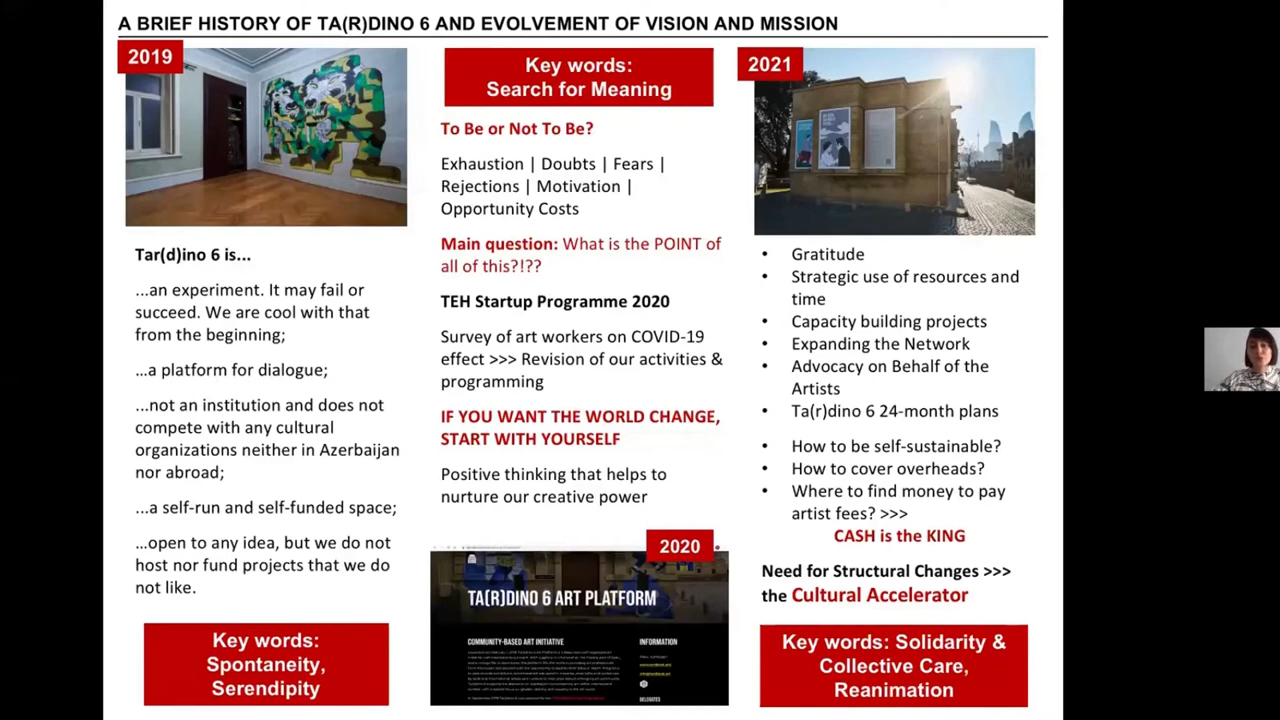 A BRIEF HISTORY OF TA(R)DINO 6 AND EVOLVEMENT OF VISION AND MISSION
2019
Tar(d)ino 6 is...
...an experiment. It may fail or
succeed. We are cool with that
from the beginning;
...a platform for dialogue;
...not an institution and does not
compete with any cultural
organizations neither in Azerbaijan
nor abroad;
...a self-run and self-funded space;
...open to any idea, but we do not
host nor fund projects that we do
not like.
Key words:
Spontaneity,
Serendipity
Key words:
Search for Meaning
To Be or Not To Be?
Exhaustion | Doubts | Fears |
Rejections | Motivation |
Opportunity Costs
Main question: What is the POINT of
all of this?!??
TEH Startup Programme 2020
Survey of art workers on COVID-19
effect >>> Revision of our activities &
programming
IF YOU WANT THE WORLD CHANGE,
START WITH YOURSELF
Positive thinking that helps to
nurture our creative power
2020
TA(R)DINO 6 ART PLATFORM
COMMUNITY-BASED ART INITIATIVE
INFORMATION
DELEGATES
2021
• Gratitude
• Strategic use of resources and
time
• Capacity building projects
• Expanding the Network
• Advocacy on Behalf of the
Artists
• Ta(r)dino 6 24-month plans
• How to be self-sustainable?
• How to cover overheads?
• Where to find money to pay
artist fees? >>>
CASH is the KING
Need for Structural Changes >>>
the Cultural Accelerator
Key words: Solidarity &
Collective Care,
Reanimation